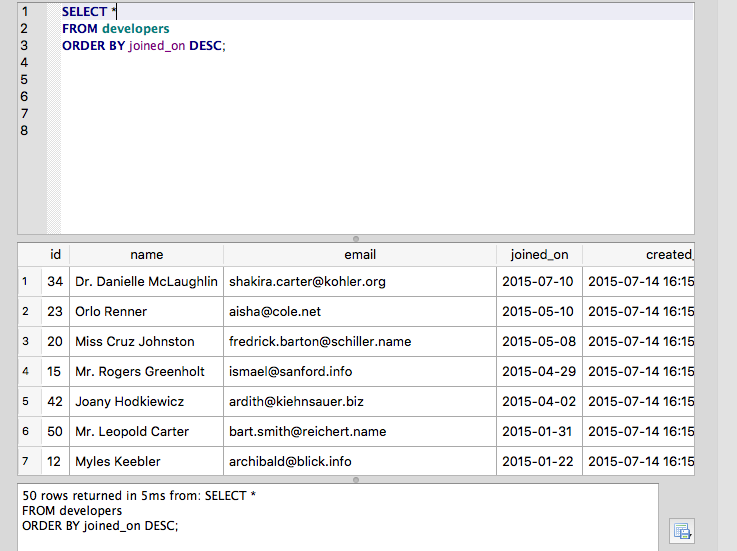 1 SELECT *
2 FROM developers
3 ORDER BY joined_on DESC;
4
5
6
7
8
id name email joined_on created_
1 34 Dr. Danielle McLaughlin shakira.carter@kohler.org 2015-07-10 2015-07-14 16:15
2 23 Orlo Renner aisha@cole.net 2015-05-10 2015-07-14 16:15
3 20 Miss Cruz Johnston fredrick.barton@schiller.name 2015-05-08 2015-07-14 16:15
4 15 Mr. Rogers Greenholt ismael@sanford.info 2015-04-29 2015-07-14 16:15
5 42 Joany Hodkiewicz ardith@kiehnsauer.biz 2015-04-02 2015-07-14 16:15
6 50 Mr. Leopold Carter bart.smith@reichert.name 2015-01-31 2015-07-14 16:15
7 12 Myles Keebler archibald@blick.info 2015-01-22 2015-07-14 16:15
50 rows returned in 5ms from: SELECT *
FROM developers
ORDER BY joined_on DESC;